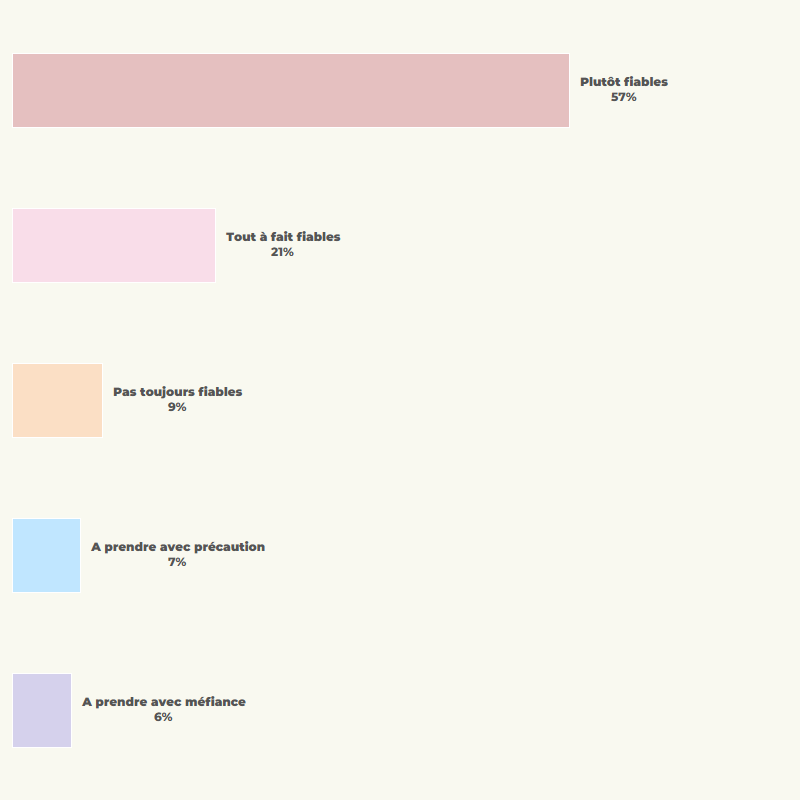 Plutôt fiables
57%
Tout à fait fiables
21%
Pas toujours fiables
9%
A prendre avec précaution
7%
A prendre avec méfiance
6%